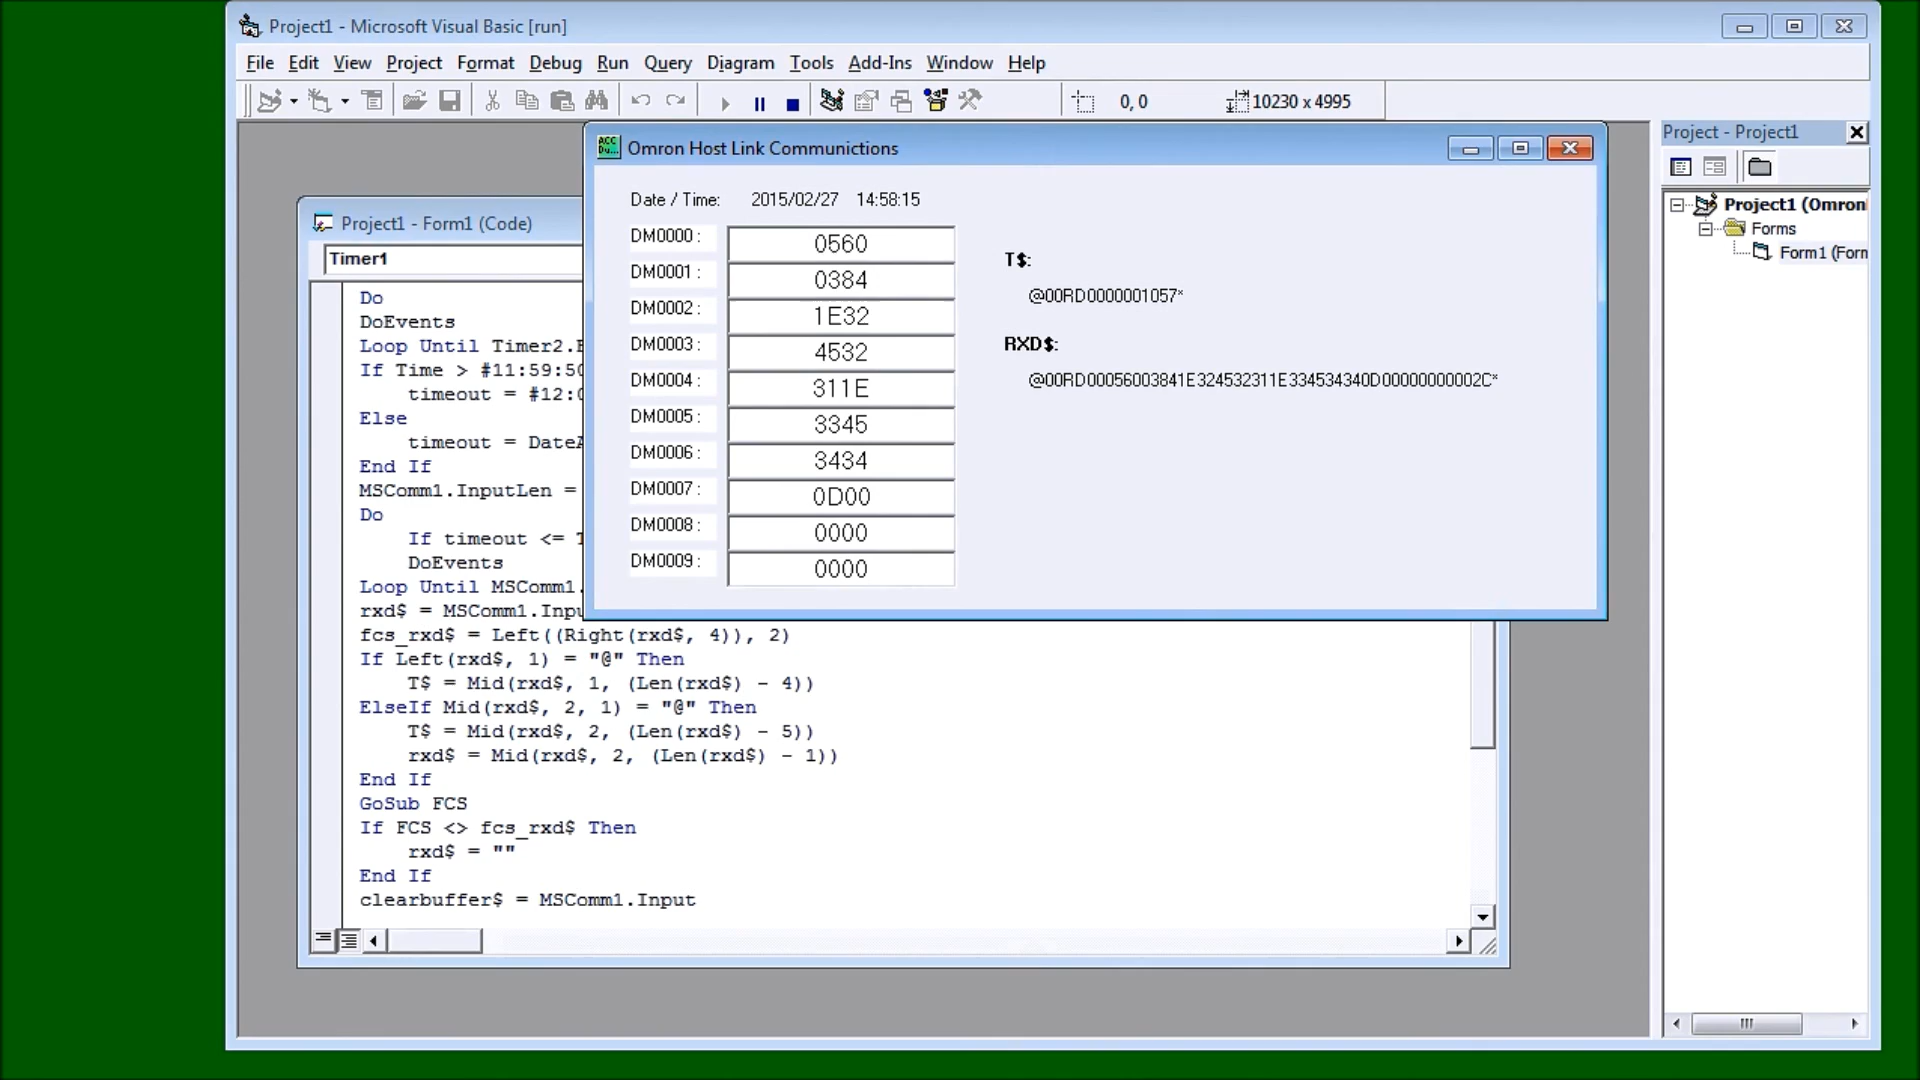 Project1 - Microsoft Visual Basic [run]
File Edit View Project Format Debug Run Query Diagram Tools Add-Ins Window Help
0, 0 10230 x 4995
Omron Host Link Communictions
Date / Time: 2015/02/27 14:58:15
DM0000 : 0560
DM0001 : 0384
DM0002 : 1E32
DM0003 : 4532
DM0004 : 311E
DM0005 : 3345
DM0006 : 3434
DM0007 : 0D00
DM0008 : 0000
DM0009 : 0000
T$:
@00RD0000001057*
RXD$:
@00RD00056003841E324532311E334534340D00000000002C*
Project1 - Form1 (Code)
Timer1
Do
DoEvents
Loop Until Timer2.E
If Time > #11:59:50
timeout = #12:0
Else
timeout = DateA
End If
MSComm1.InputLen =
Do
If timeout <= T
DoEvents
Loop Until MSComm1.
rxd$ = MSComm1.Inpu
fcs_rxd$ = Left((Right(rxd$, 4)), 2)
If Left(rxd$, 1) = "@" Then
T$ = Mid(rxd$, 1, (Len(rxd$) - 4))
ElseIf Mid(rxd$, 2, 1) = "@" Then
T$ = Mid(rxd$, 2, (Len(rxd$) - 5))
rxd$ = Mid(rxd$, 2, (Len(rxd$) - 1))
End If
GoSub FCS
If FCS <> fcs_rxd$ Then
rxd$ = ""
End If
clearbuffer$ = MSComm1.Input
Project - Project1
Project1 (Omron
Forms
Form1 (Form